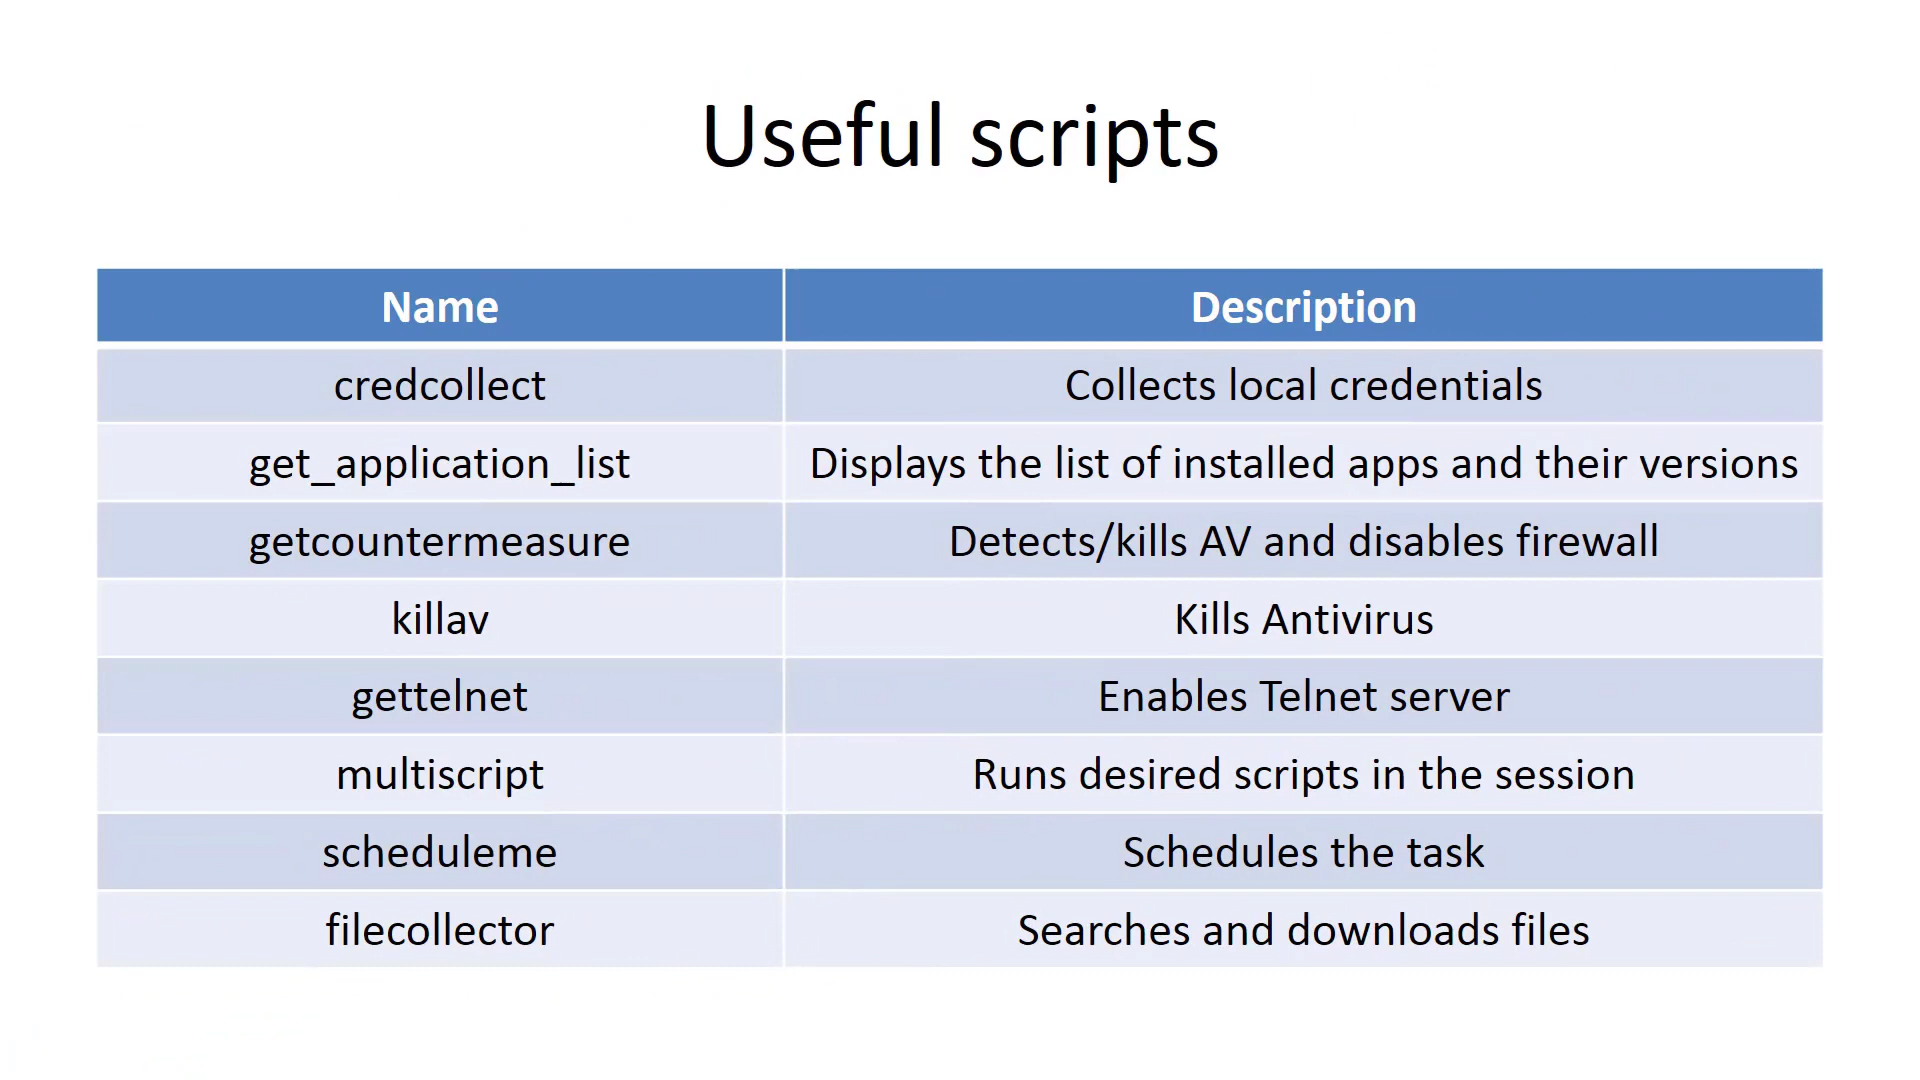 Useful scripts
Name Description
credcollect Collects local credentials
get_application_list Displays the list of installed apps and their versions
getcountermeasure Detects/kills AV and disables firewall
killav Kills Antivirus
gettelnet Enables Telnet server
multiscript Runs desired scripts in the session
scheduleme Schedules the task
filecollector Searches and downloads files